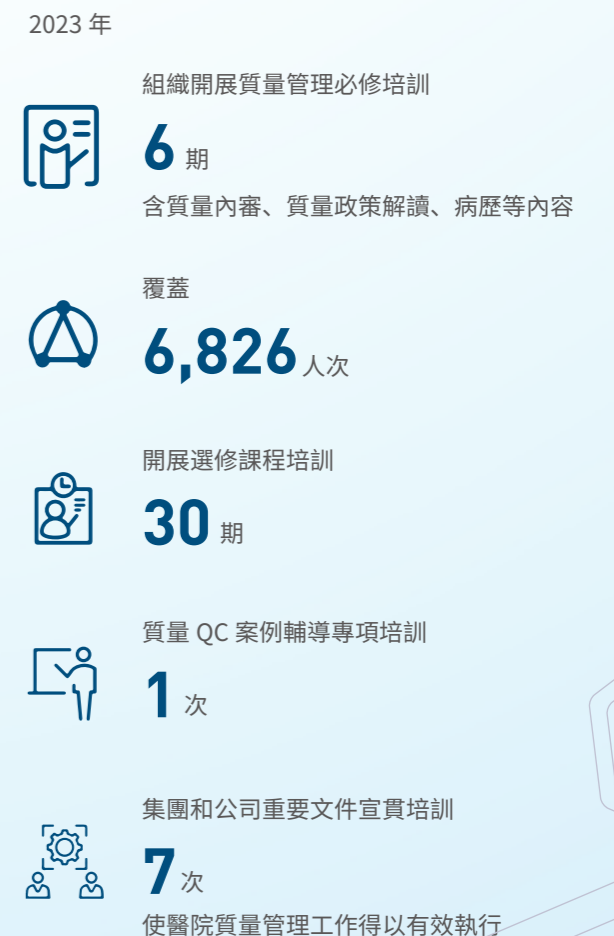 2023 年
組織開展質量管理必修培訓
6 期
含質量內審、質量政策解讀、病歷等內容
覆蓋
6,826 人次
開展選修課程培訓
30 期
質量 QC 案例輔導專項培訓
1 次
集團和公司重要文件宣貫培訓
7 次
使醫院質量管理工作得以有效執行